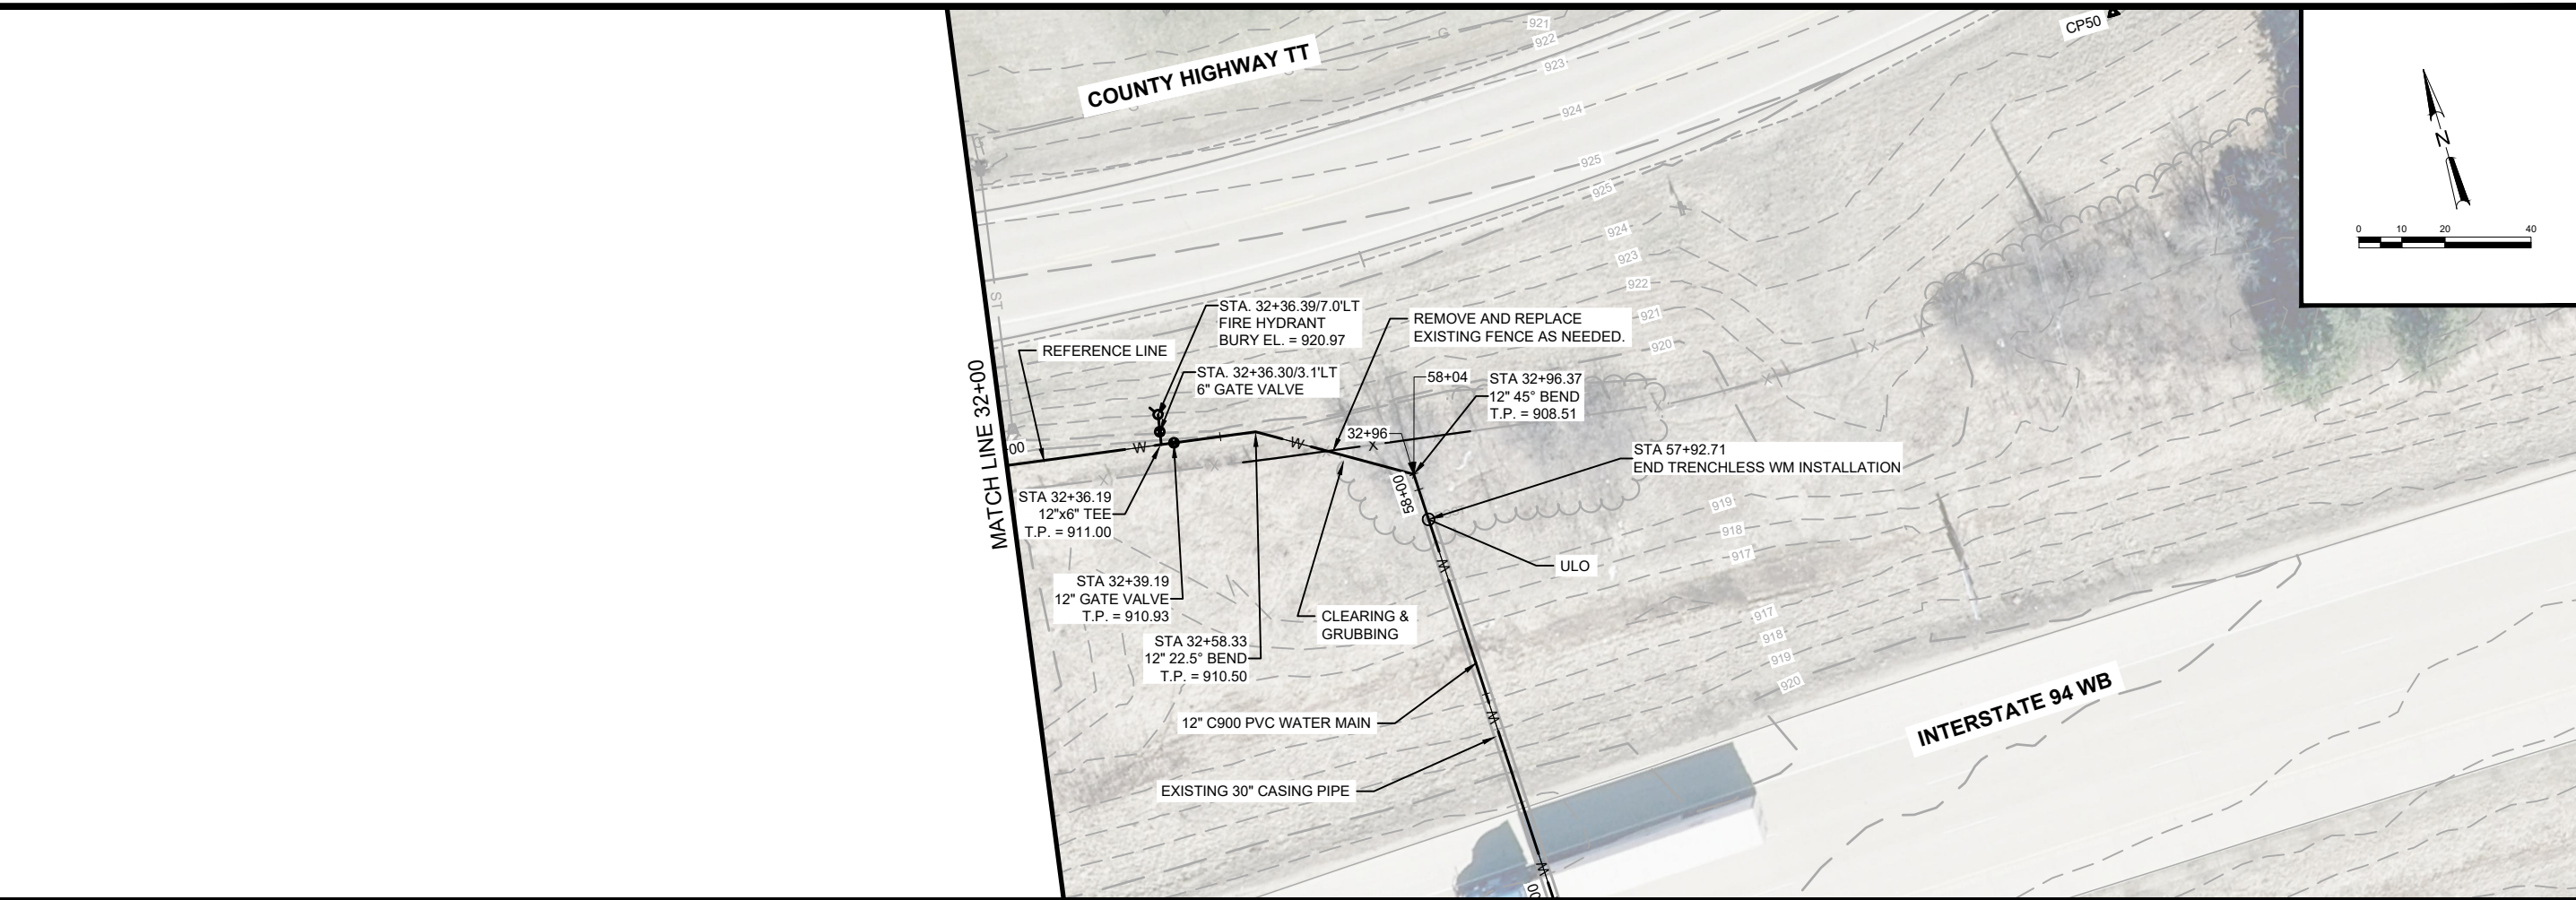 COUNTY HIGHWAY TT
G
921
922
923
924
925
925
924
923
922
921
920
CP50
N
0 10 20 40
STA. 32+36.39/7.0'LT
FIRE HYDRANT
BURY EL. = 920.97
REMOVE AND REPLACE
EXISTING FENCE AS NEEDED.
REFERENCE LINE
STA. 32+36.30/3.1'LT
6" GATE VALVE
58+04
STA 32+96.37
12" 45° BEND
T.P. = 908.51
ST
MATCH LINE 32+00
00
W
W
32+96
X
X
X
58+00
STA 57+92.71
END TRENCHLESS WM INSTALLATION
STA 32+36.19
12"x6" TEE
T.P. = 911.00
919
918
917
W
ULO
STA 32+39.19
12" GATE VALVE
T.P. = 910.93
CLEARING &
GRUBBING
917
918
919
920
STA 32+58.33
12" 22.5° BEND
T.P. = 910.50
12" C900 PVC WATER MAIN
W
INTERSTATE 94 WB
EXISTING 30" CASING PIPE
W
00